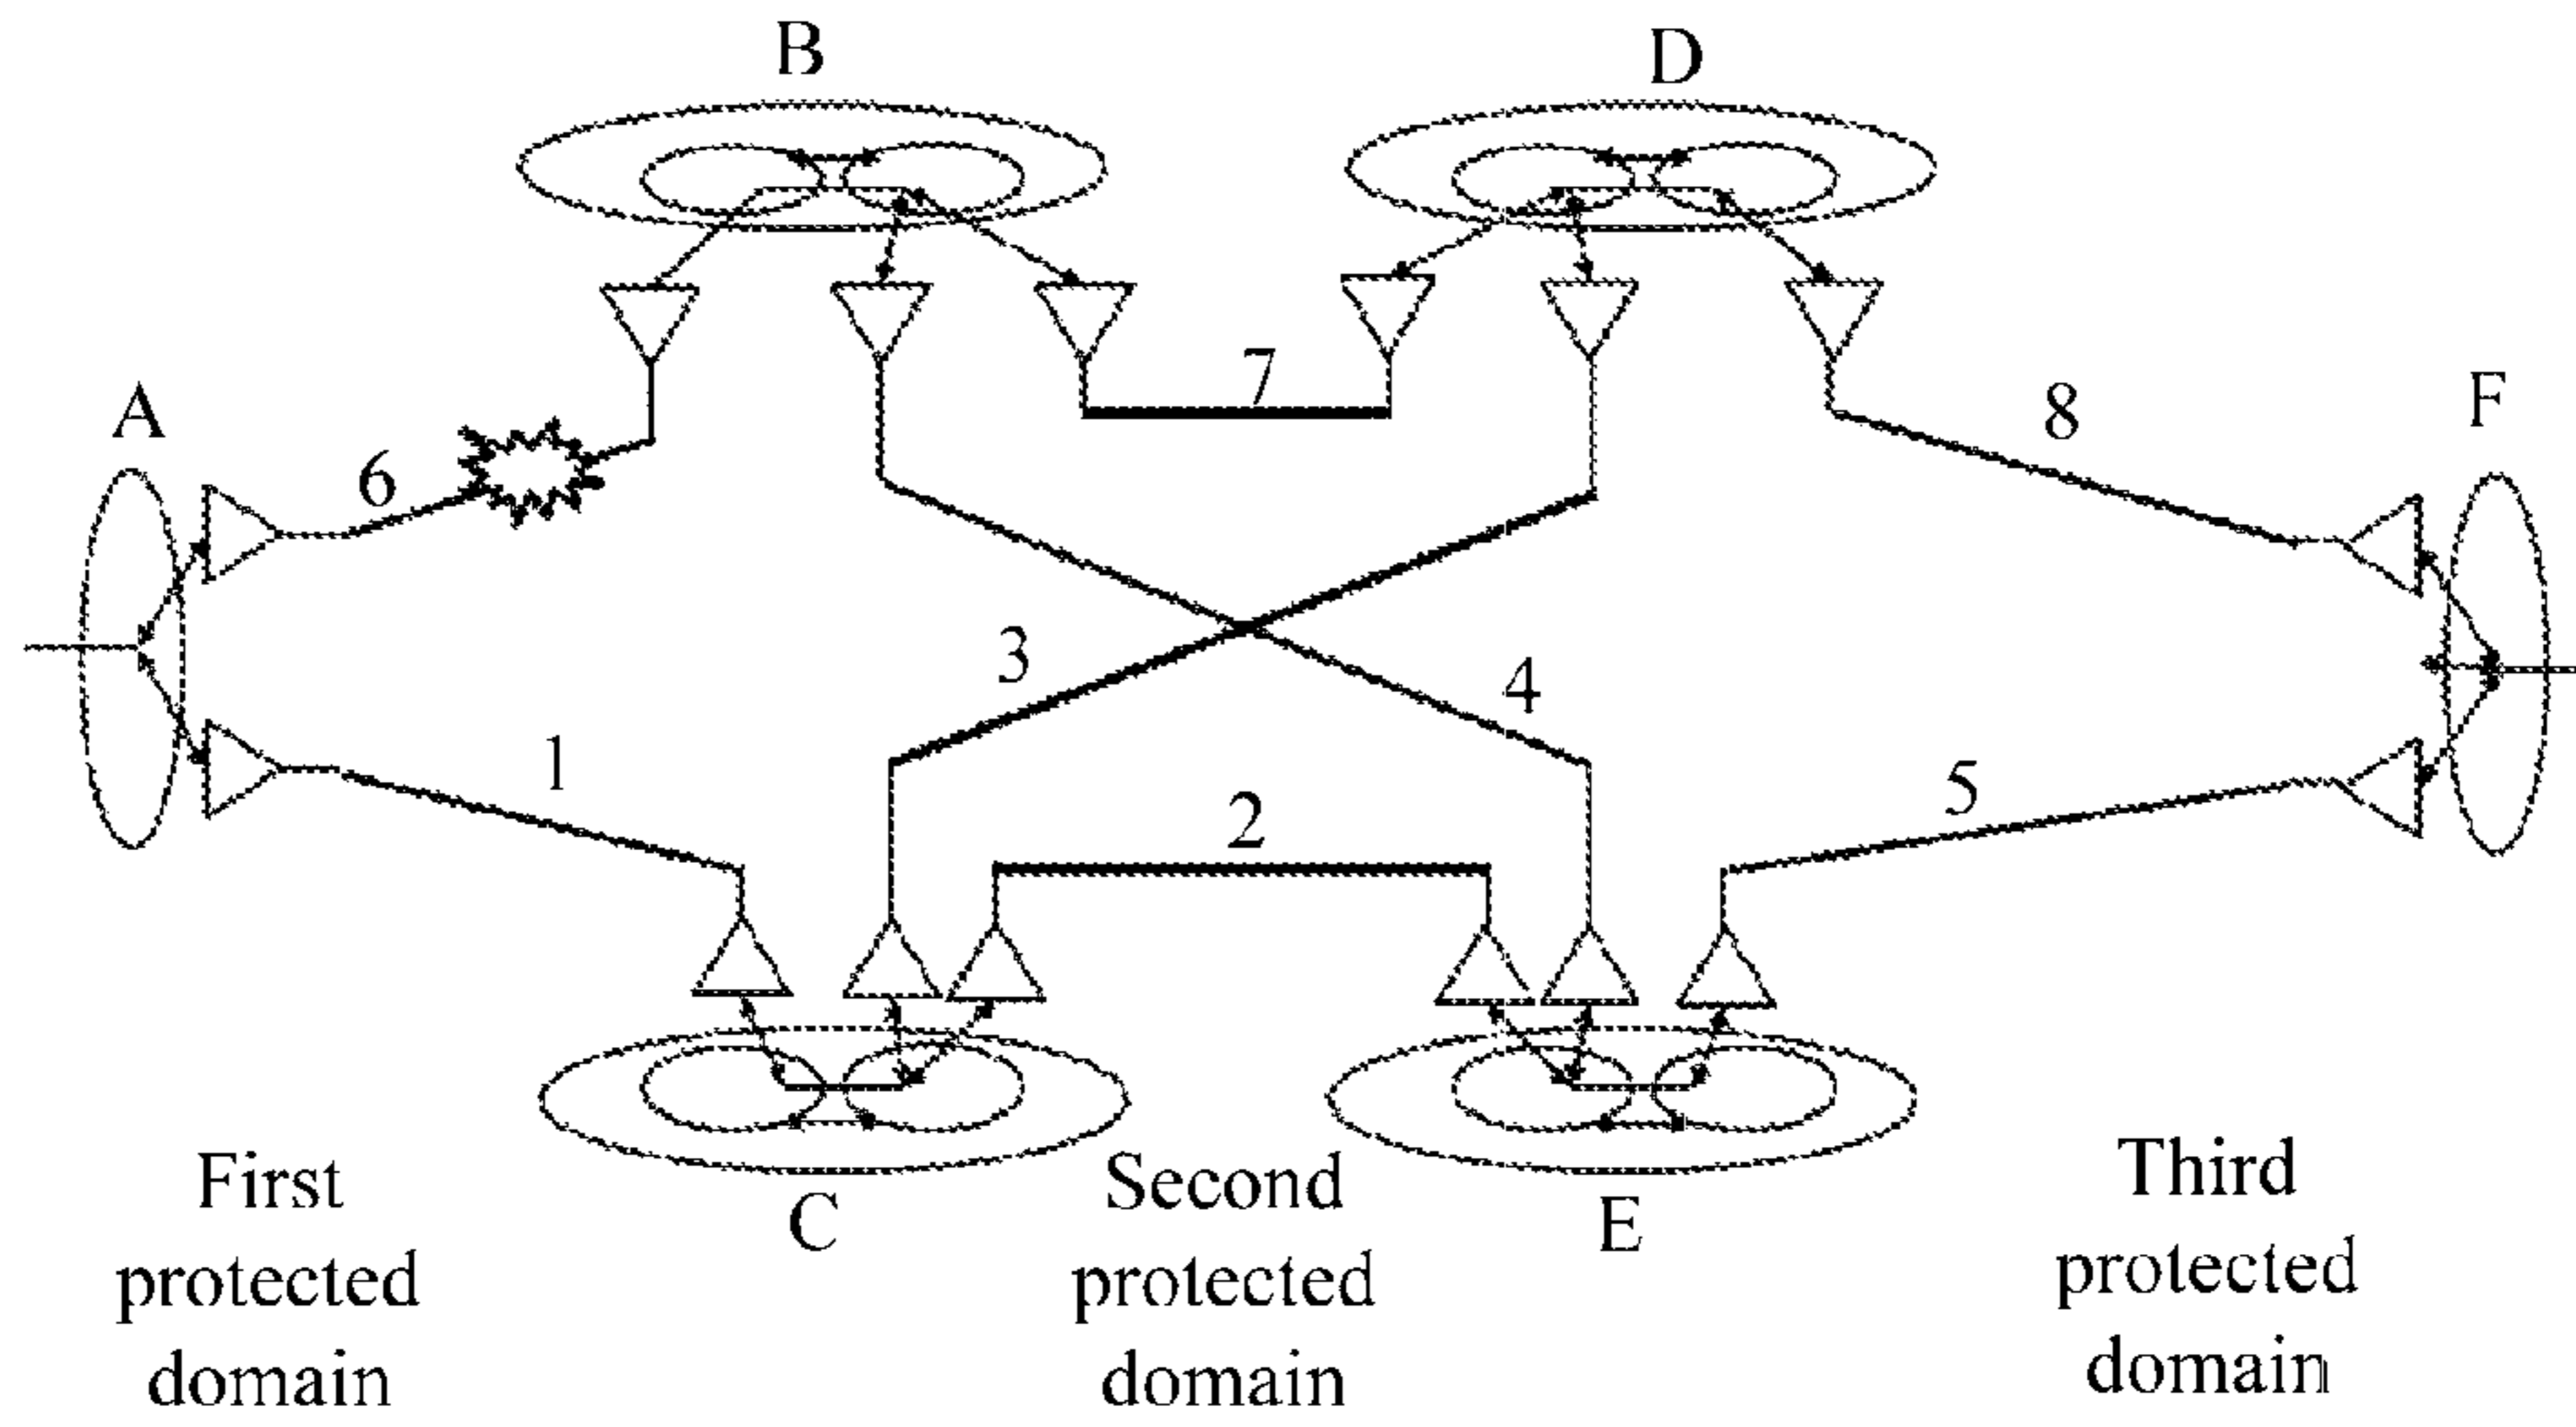 B
D
7
A
6
8
F
3
4
1
2
5
First
protected
domain
C
Second
protected
domain
E
Third
protected
domain